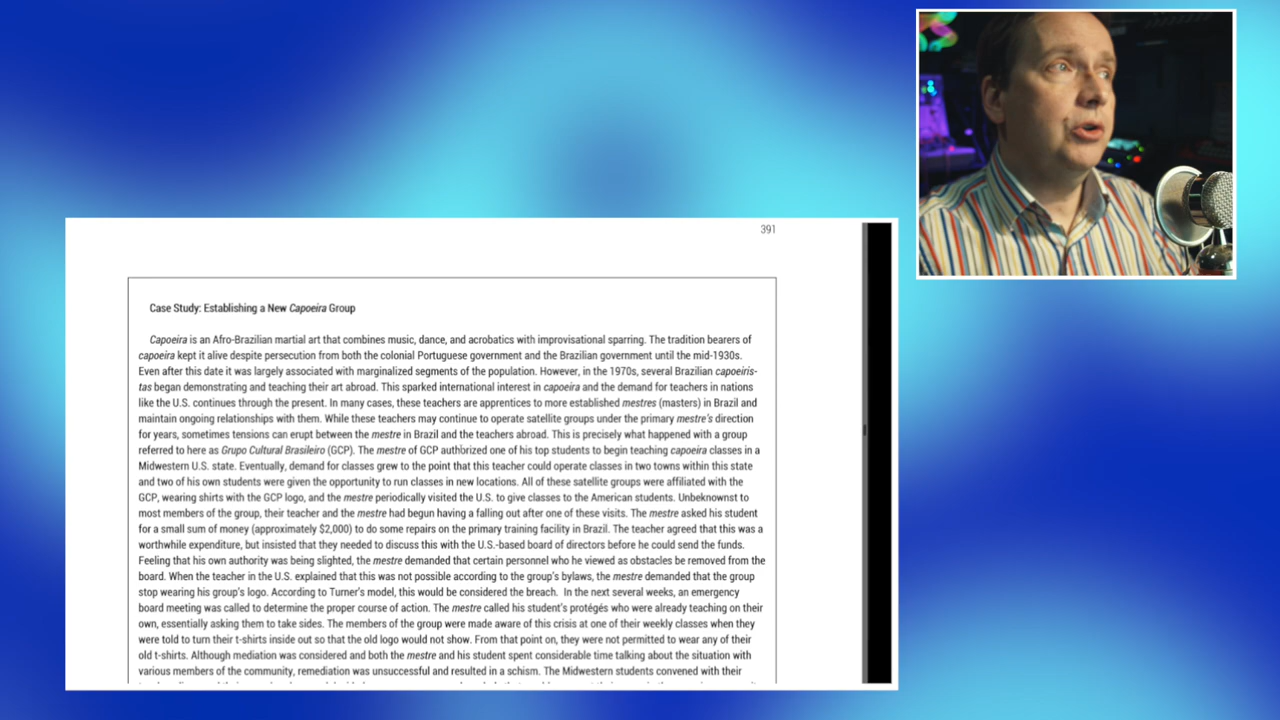 391
Case Study: Establishing a New Capoeira Group
Capoeira is an Afro-Brazilian martial art that combines music, dance, and acrobatics with improvisational sparring. The tradition bearers of
capoeira kept it alive despite persecution from both the colonial Portuguese government and the Brazilian government until the mid-1930s.
Even after this date it was largely associated with marginalized segments of the population. However, in the 1970s, several Brazilian capoeiris-
tas began demonstrating and teaching their art abroad. This sparked international interest in capoeira and the demand for teachers in nations
like the U.S. continues through the present. In many cases, these teachers are apprentices to more established mestres (masters) in Brazil and
maintain ongoing relationships with them. While these teachers may continue to operate satellite groups under the primary mestre's direction
for years, sometimes tensions can erupt between the mestre in Brazil and the teachers abroad. This is precisely what happened with a group
referred to here as Grupo Cultural Brasileiro (GCP). The mestre of GCP authorized one of his top students to begin teaching capoeira classes in a
Midwestern U.S. state. Eventually, demand for classes grew to the point that this teacher could operate classes in two towns within this state
and two of his own students were given the opportunity to run classes in new locations. All of these satellite groups were affiliated with the
GCP, wearing shirts with the GCP logo, and the mestre periodically visited the U.S. to give classes to the American students. Unbeknownst to
most members of the group, their teacher and the mestre had begun having a falling out after one of these visits. The mestre asked his student
for a small sum of money (approximately $2,000) to do some repairs on the primary training facility in Brazil. The teacher agreed that this was a
worthwhile expenditure, but insisted that they needed to discuss this with the U.S.-based board of directors before he could send the funds.
Feeling that his own authority was being slighted, the mestre demanded that certain personnel who he viewed as obstacles be removed from the
board. When the teacher in the U.S. explained that this was not possible according to the group's bylaws, the mestre demanded that the group
stop wearing his group's logo. According to Turner's model, this would be considered the breach. In the next several weeks, an emergency
board meeting was called to determine the proper course of action. The mestre called his student's protégés who were already teaching on their
own, essentially asking them to take sides. The members of the group were made aware of this crisis at one of their weekly classes when they
were told to turn their t-shirts inside out so that the old logo would not show. From that point on, they were not permitted to wear any of their
old t-shirts. Although mediation was considered and both the mestre and his student spent considerable time talking about the situation with
various members of the community, remediation was unsuccessful and resulted in a schism. The Midwestern students convened with their